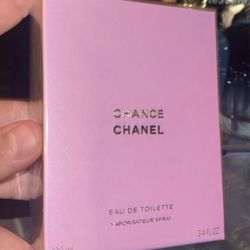 CHANCE
CHANEL
EAU DE TOILETTE
VAPORISATEUR SPRAY
3.4 FL. OZ